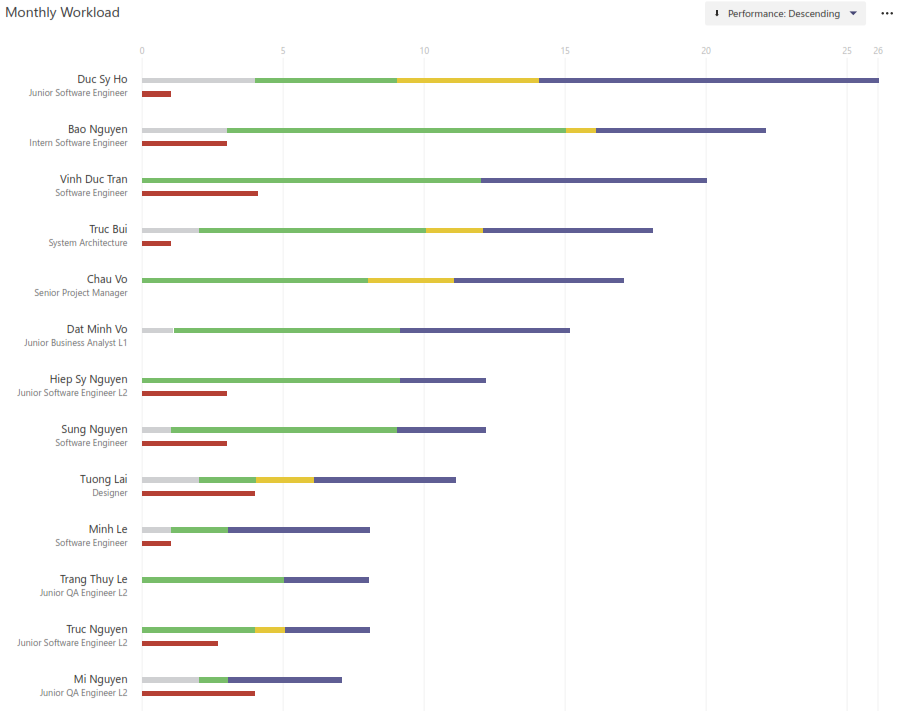 Monthly Workload
Performance: Descending
0 5 10 15 20 25 26
Duc Sy Ho
Junior Software Engineer
Bao Nguyen
Intern Software Engineer
Vinh Duc Tran
Software Engineer
Truc Bui
System Architecture
Chau Vo
Senior Project Manager
Dat Minh Vo
Junior Business Analyst L1
Hiep Sy Nguyen
Junior Software Engineer L2
Sung Nguyen
Software Engineer
Tuong Lai
Designer
Minh Le
Software Engineer
Trang Thuy Le
Junior QA Engineer L2
Truc Nguyen
Junior Software Engineer L2
Mi Nguyen
Junior QA Engineer L2